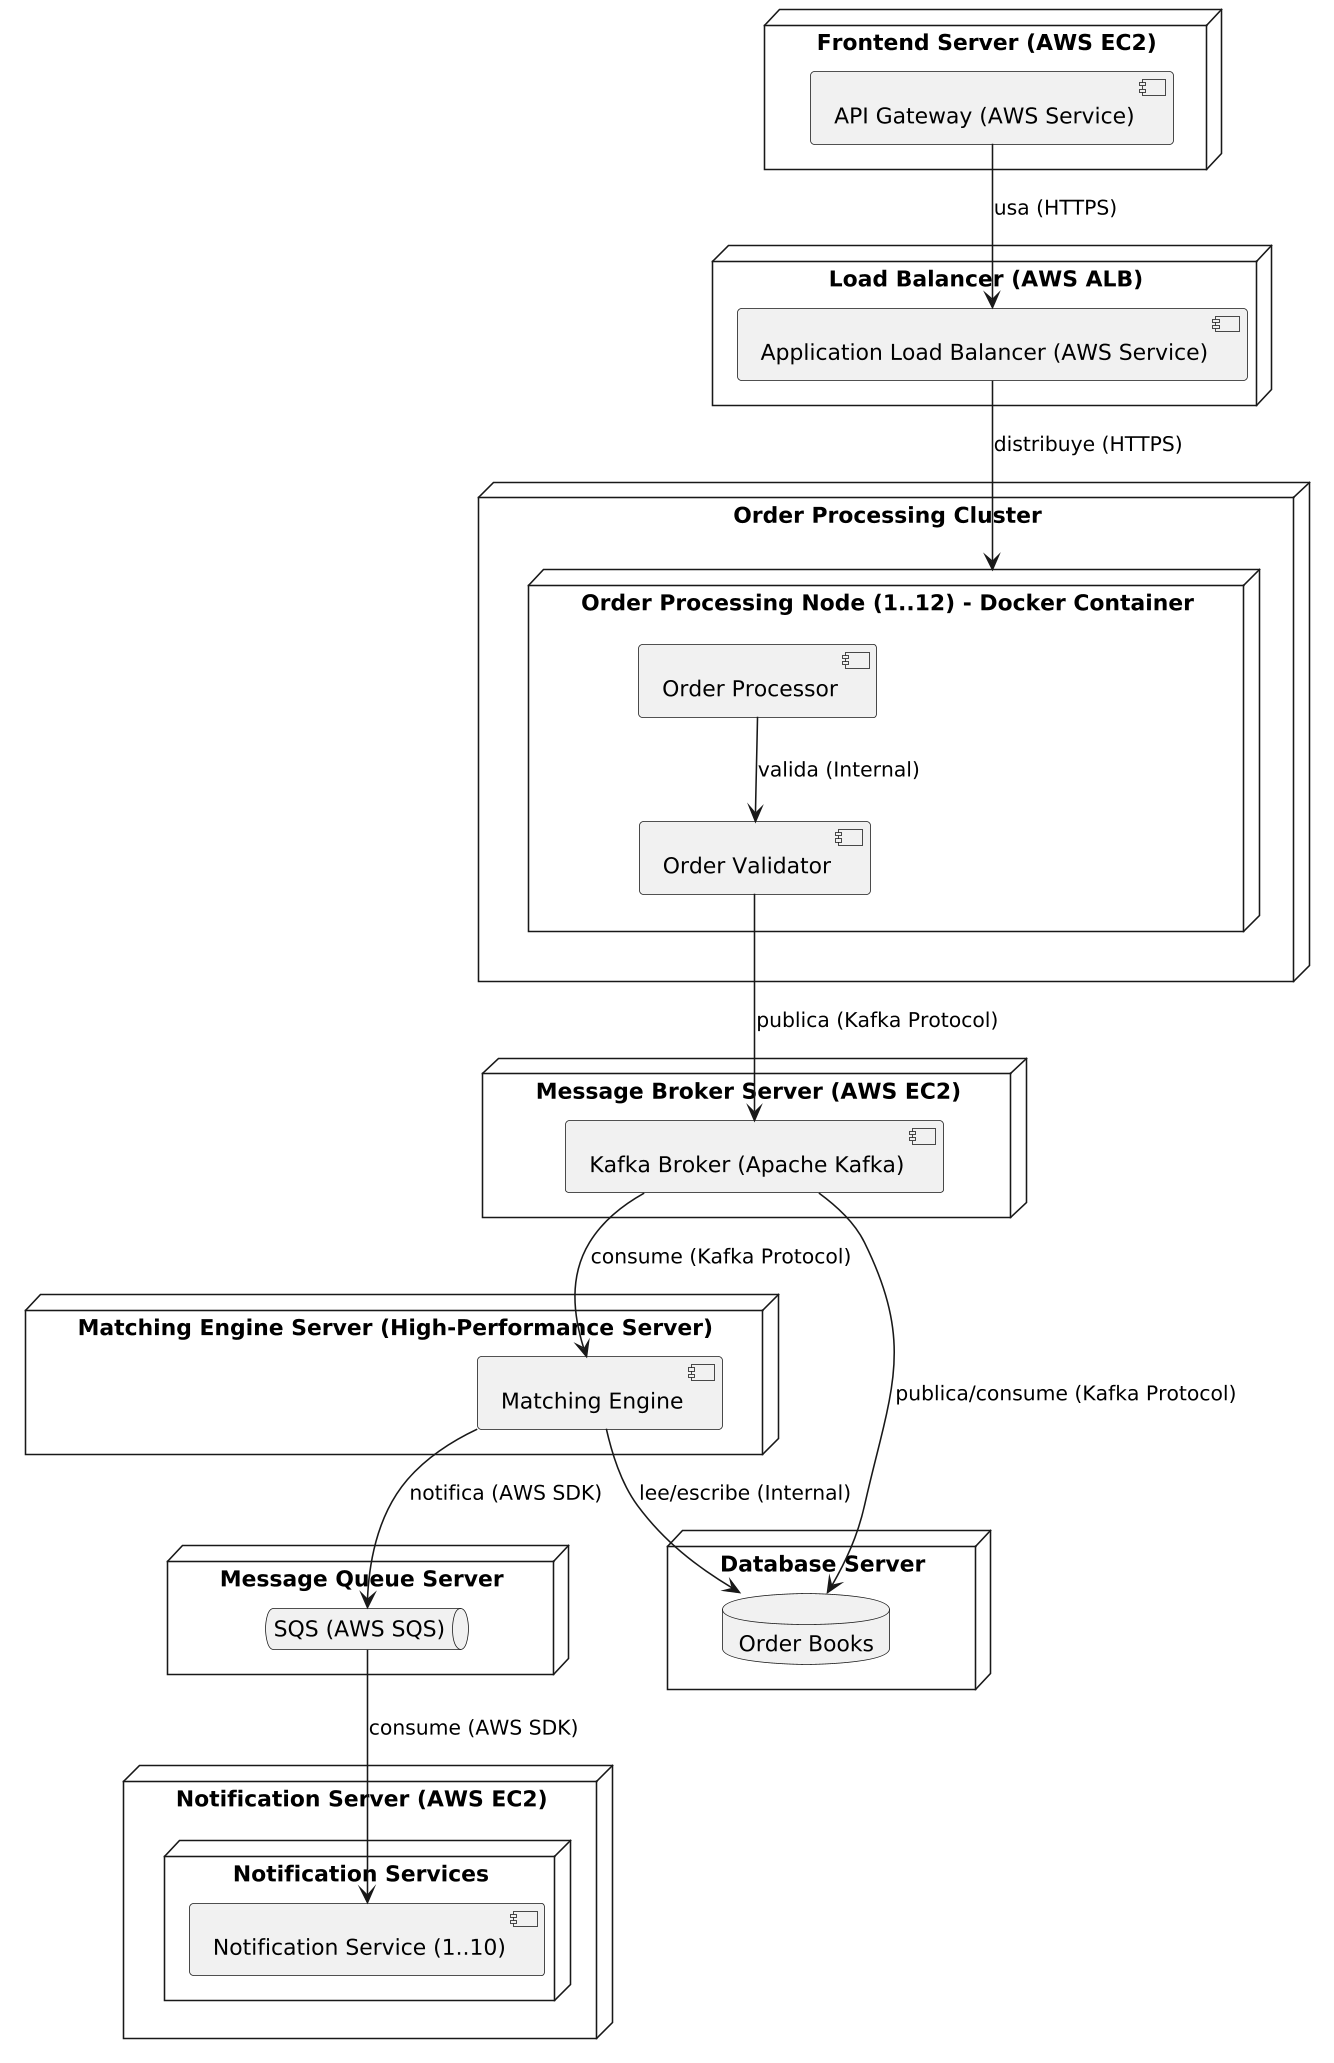 Frontend Server (AWS EC2)
API Gateway (AWS Service)
usa (HTTPS)
Load Balancer (AWS ALB)
Application Load Balancer (AWS Service)
distribuye (HTTPS)
Order Processing Cluster
Order Processing Node (1..12) - Docker Container
Order Processor
valida (Internal)
Order Validator
publica (Kafka Protocol)
Message Broker Server (AWS EC2)
Kafka Broker (Apache Kafka)
consume (Kafka Protocol)
Matching Engine Server (High-Performance Server)
Matching Engine
publica/consume (Kafka Protocol)
notifica (AWS SDK)
lee/escribe (Internal)
Message Queue Server
SQS (AWS SQS)
Database Server
Order Books
consume (AWS SDK)
Notification Server (AWS EC2)
Notification Services
Notification Service (1..10)